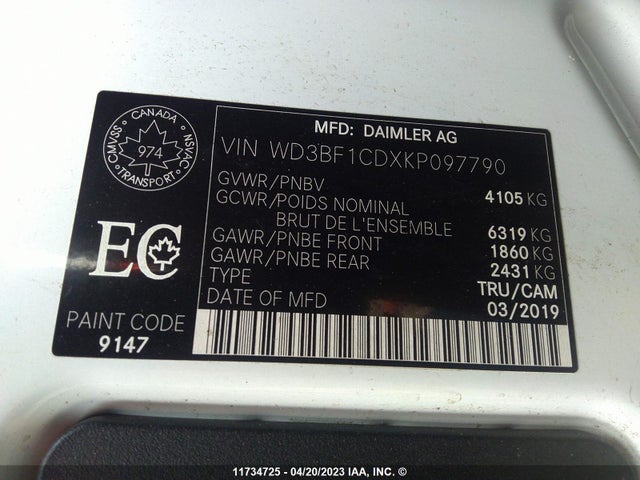 CANADA
CMVSS
NSVAC
974
TRANSPORT
MFD: DAIMLER AG
VIN WD3BF1CDXKP097790
GVWR/PNBV 4105 KG
GCWR/POIDS NOMINAL
BRUT DE L'ENSEMBLE 6319 KG
GAWR/PNBE FRONT 1860 KG
GAWR/PNBE REAR 2431 KG
TYPE TRU/CAM
DATE OF MFD 03/2019
EC
PAINT CODE
9147
11734725 - 04/20/2023 IAA, INC. ©